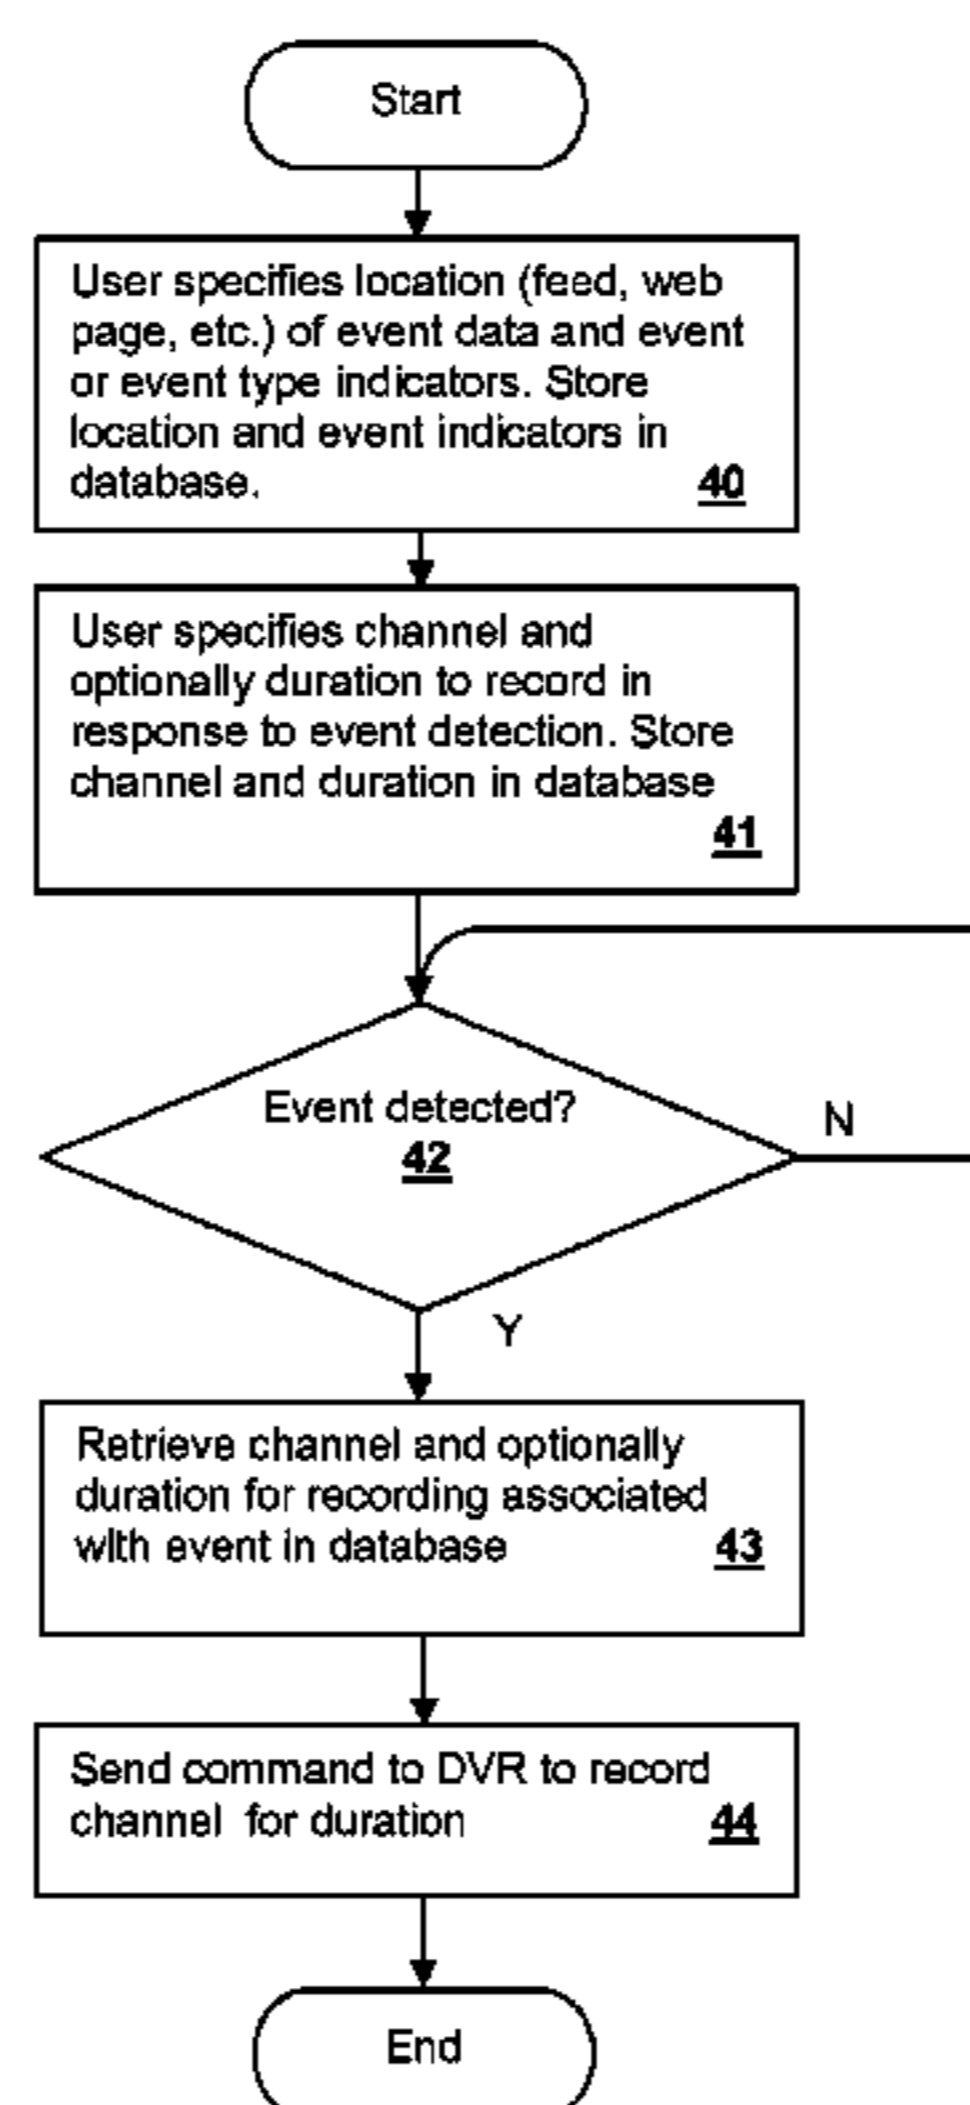 Start
User specifies location (feed, web
page, etc.) of event data and event
or event type indicators. Store
location and event indicators in
database.
40
User specifies channel and
optionally duration to record in
response to event detection. Store
channel and duration in database
41
Event detected?
42
N
Y
Retrieve channel and optionally
duration for recording associated
with event in database
43
Send command to DVR to record
channel for duration
44
End